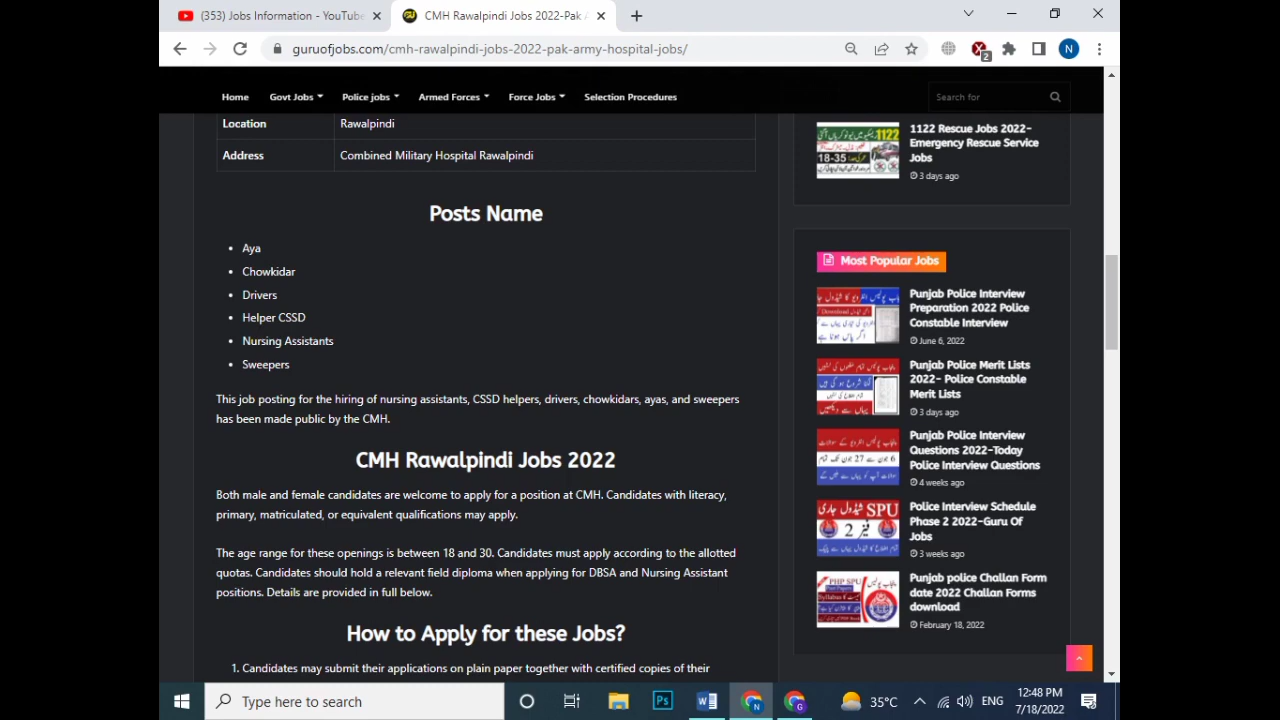 (353) Jobs Information - YouTube
CMH Rawalpindi Jobs 2022-Pak A
guruofjobs.com/cmh-rawalpindi-jobs-2022-pak-army-hospital-jobs/
2
N
Home Govt Jobs Police jobs Armed Forces Force Jobs Selection Procedures
Search for
Location Rawalpindi
Address Combined Military Hospital Rawalpindi
Posts Name
• Aya
• Chowkidar
• Drivers
• Helper CSSD
• Nursing Assistants
• Sweepers
This job posting for the hiring of nursing assistants, CSSD helpers, drivers, chowkidars, ayas, and sweepers
has been made public by the CMH.
CMH Rawalpindi Jobs 2022
Both male and female candidates are welcome to apply for a position at CMH. Candidates with literacy,
primary, matriculated, or equivalent qualifications may apply.
The age range for these openings is between 18 and 30. Candidates must apply according to the allotted
quotas. Candidates should hold a relevant field diploma when applying for DBSA and Nursing Assistant
positions. Details are provided in full below.
How to Apply for these Jobs?
1. Candidates may submit their applications on plain paper together with certified copies of their
1122
18-35
1122 Rescue Jobs 2022-
Emergency Rescue Service
Jobs
3 days ago
Most Popular Jobs
Punjab Police Interview
Preparation 2022 Police
Constable Interview
June 6, 2022
Punjab Police Merit Lists
2022- Police Constable
Merit Lists
3 days ago
Punjab Police Interview
Questions 2022-Today
Police Interview Questions
4 weeks ago
شیڈول جاری SPU
فیز 2
Police Interview Schedule
Phase 2 2022-Guru Of
Jobs
3 weeks ago
PHP SPU
Punjab police Challan Form
date 2022 Challan Forms
download
February 18, 2022
Type here to search
Ps
N
G
35°C
ENG
12:48 PM
7/18/2022